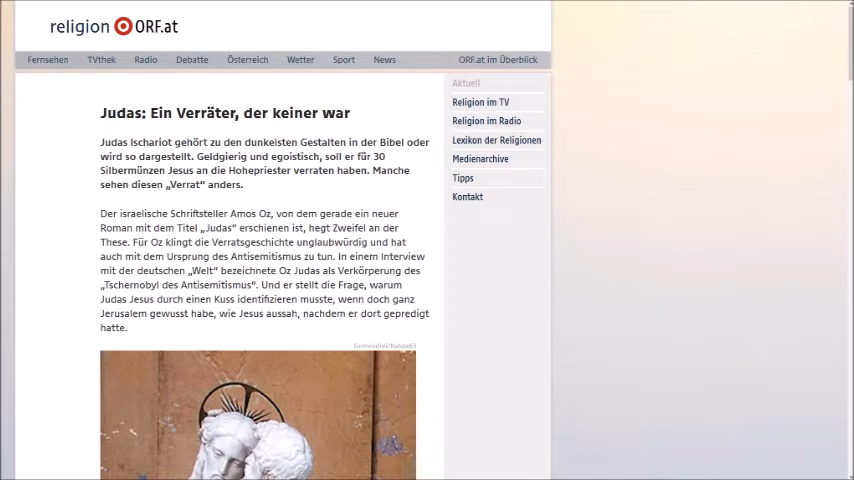 religion ORF.at
Fernsehen TVthek Radio Debatte Österreich Wetter Sport News ORF.at im Überblick
Aktuell
Religion im TV
Religion im Radio
Lexikon der Religionen
Medienarchive
Tipps
Kontakt
Judas: Ein Verräter, der keiner war
Judas Ischariot gehört zu den dunkelsten Gestalten in der Bibel oder
wird so dargestellt. Geldgierig und egoistisch, soll er für 30
Silbermünzen Jesus an die Hohepriester verraten haben. Manche
sehen diesen „Verrat“ anders.
Der israelische Schriftsteller Amos Oz, von dem gerade ein neuer
Roman mit dem Titel „Judas“ erschienen ist, hegt Zweifel an der
These. Für Oz klingt die Verratsgeschichte unglaubwürdig und hat
auch mit dem Ursprung des Antisemitismus zu tun. In einem Interview
mit der deutschen „Welt“ bezeichnete Oz Judas als Verkörperung des
„Tschernobyl des Antisemitismus“. Und er stellt die Frage, warum
Judas Jesus durch einen Kuss identifizieren musste, wenn doch ganz
Jerusalem gewusst habe, wie Jesus aussah, nachdem er dort gepredigt
hatte.